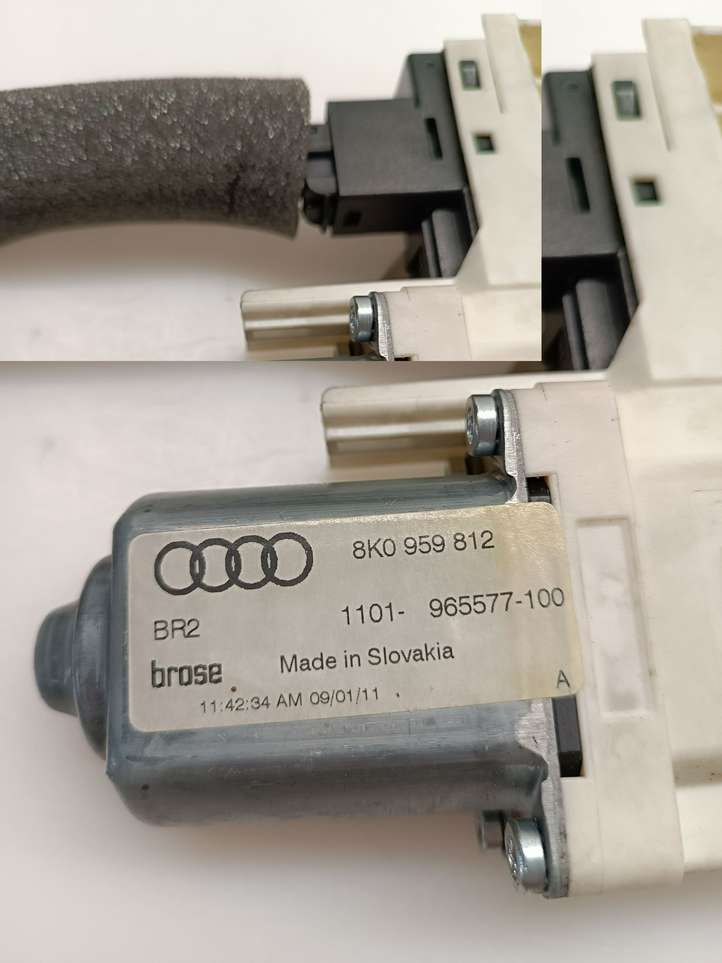 8K0 959 812
1101- 965577-100
BR2
brose Made in Slovakia
11:42:34 AM 09/01/11
A